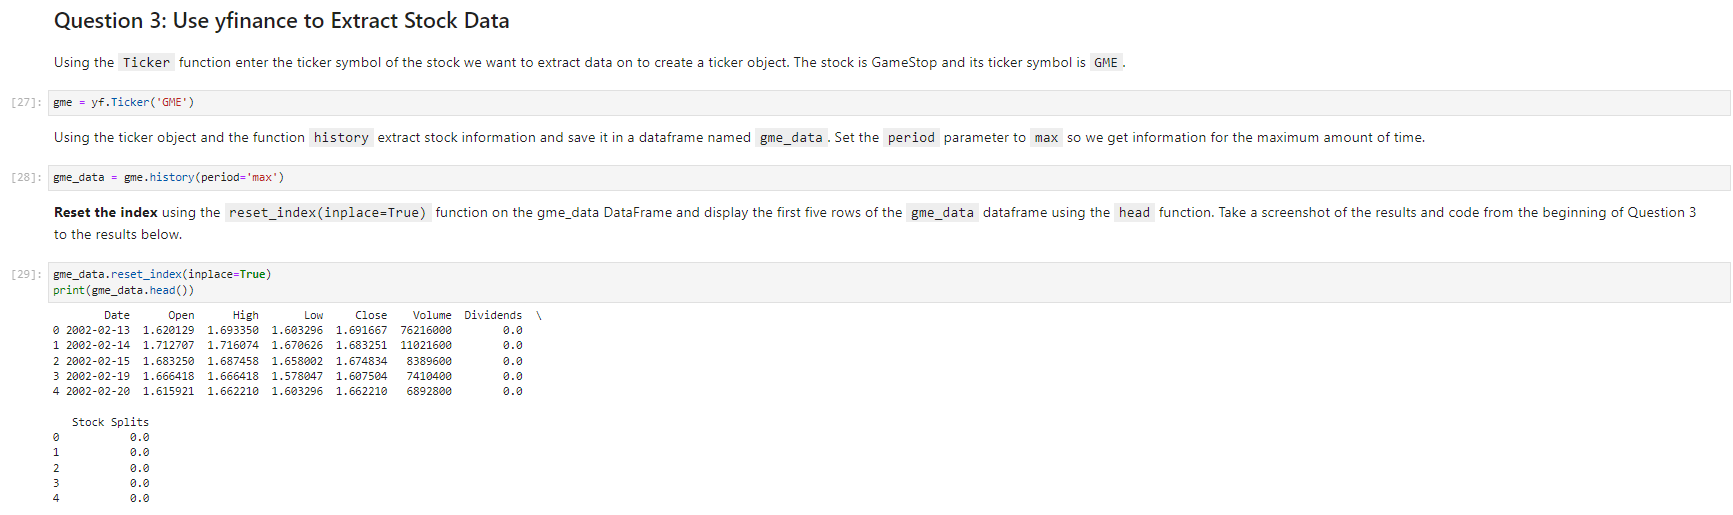 Question 3: Use yfinance to Extract Stock Data
Using the Ticker function enter the ticker symbol of the stock we want to extract data on to create a ticker object. The stock is GameStop and its ticker symbol is GME .
[27]: gme = yf.Ticker('GME')
Using the ticker object and the function history extract stock information and save it in a dataframe named gme_data . Set the period parameter to max so we get information for the maximum amount of time.
[28]: gme_data = gme.history(period='max')
Reset the index using the reset_index(inplace=True) function on the gme_data DataFrame and display the first five rows of the gme_data dataframe using the head function. Take a screenshot of the results and code from the beginning of Question 3
to the results below.
[29]: gme_data.reset_index(inplace=True)
print(gme_data.head())
Date Open High Low Close Volume Dividends \
0 2002-02-13 1.620129 1.693350 1.603296 1.691667 76216000 0.0
1 2002-02-14 1.712707 1.716074 1.670626 1.683251 11021600 0.0
2 2002-02-15 1.683250 1.687458 1.658002 1.674834 8389600 0.0
3 2002-02-19 1.666418 1.666418 1.578047 1.607504 7410400 0.0
4 2002-02-20 1.615921 1.662210 1.603296 1.662210 6892800 0.0
Stock Splits
0 0.0
1 0.0
2 0.0
3 0.0
4 0.0